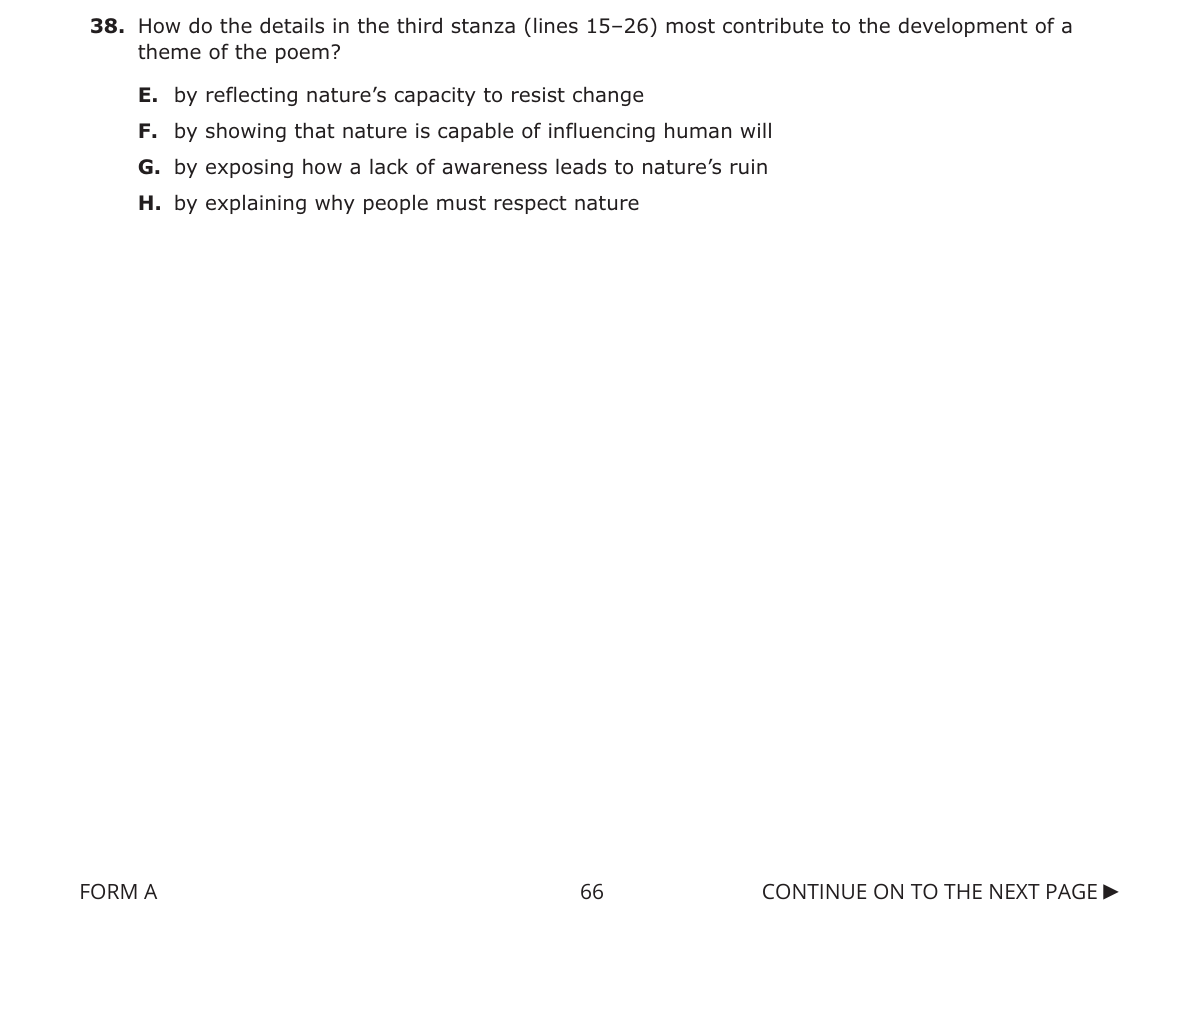 38. How do the details in the third stanza (lines 15–26) most contribute to the development of a
theme of the poem?
E. by reflecting nature’s capacity to resist change
F. by showing that nature is capable of influencing human will
G. by exposing how a lack of awareness leads to nature’s ruin
H. by explaining why people must respect nature
FORM A 66 CONTINUE ON TO THE NEXT PAGE ►